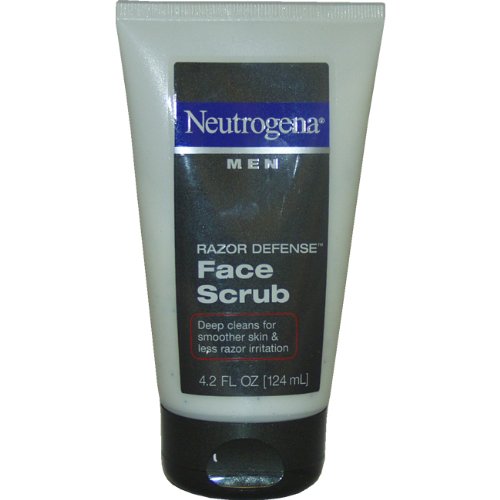 Neutrogena®
MEN
RAZOR DEFENSE™
Face
Scrub
Deep cleans for
smoother skin &
less razor irritation
4.2 FL OZ [124 mL]